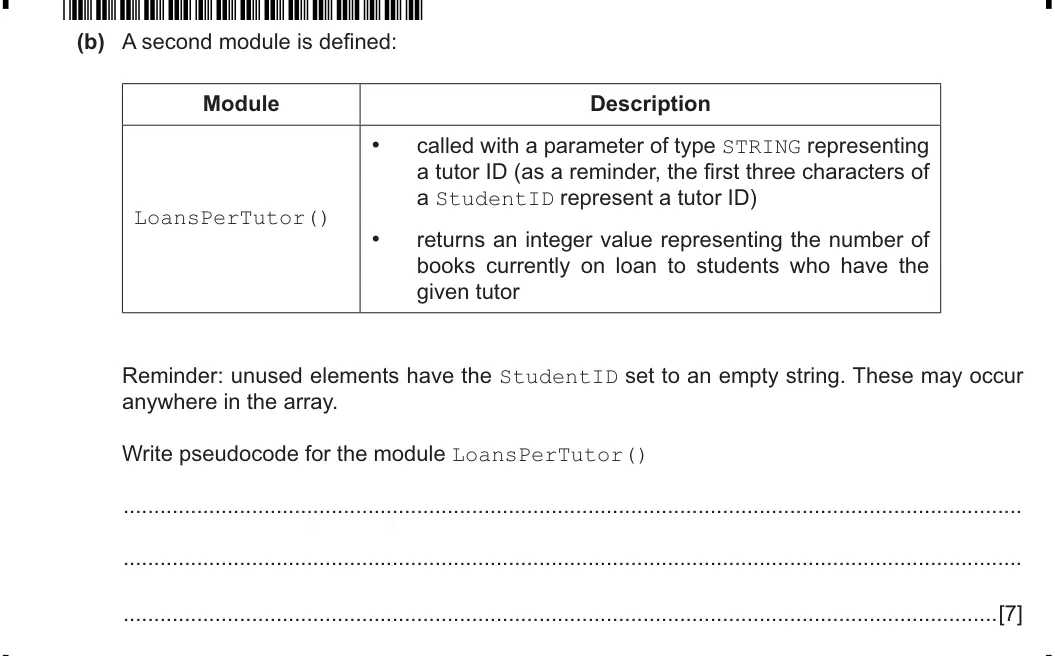 (b) A second module is defined:
Module Description
• called with a parameter of type STRING representing
a tutor ID (as a reminder, the first three characters of
a StudentID represent a tutor ID)
LoansPerTutor()
• returns an integer value representing the number of
books currently on loan to students who have the
given tutor
Reminder: unused elements have the StudentID set to an empty string. These may occur
anywhere in the array.
Write pseudocode for the module LoansPerTutor()
..........................................................................................................................................................
..........................................................................................................................................................
.....................................................................................................................................................[7]